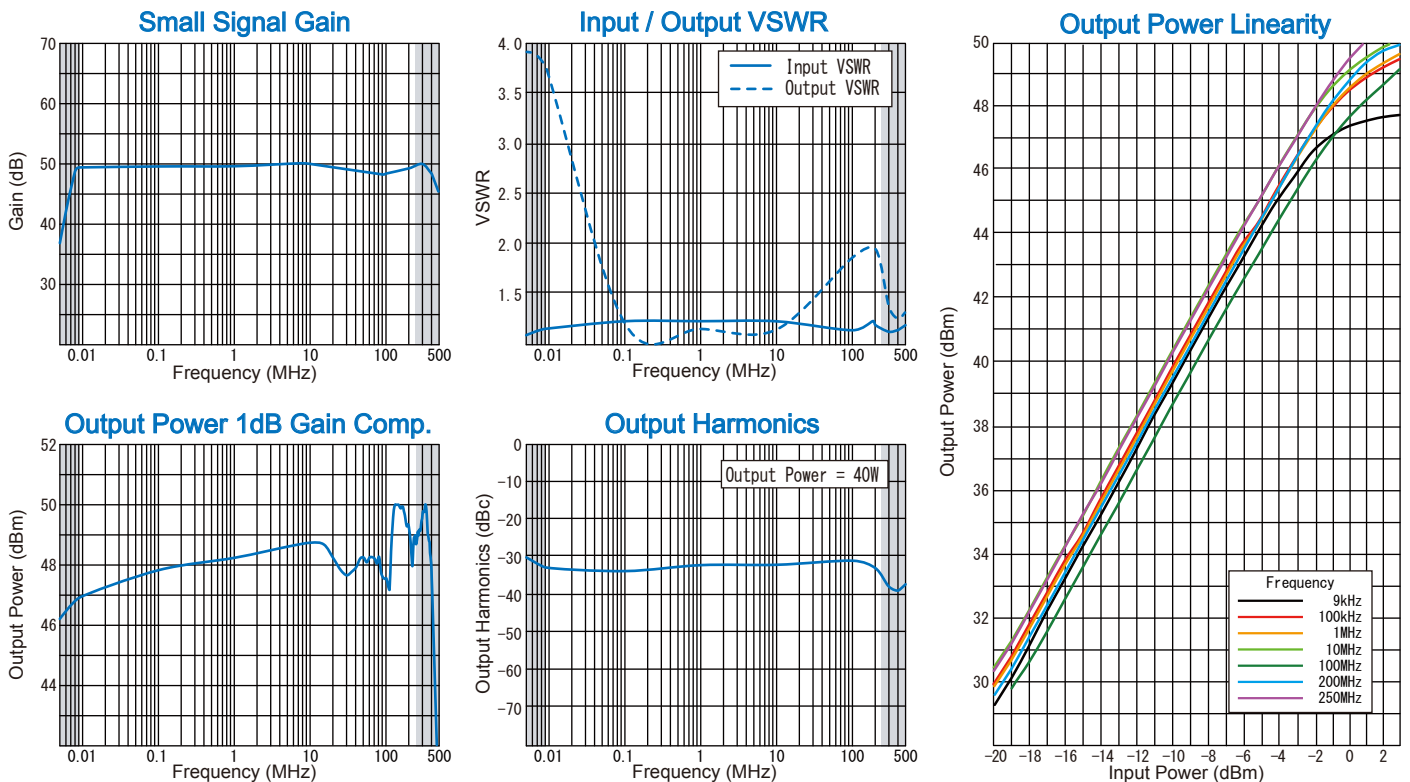 Small Signal Gain
70
60
50
40
30
Gain (dB)
0.01
0.1
1
10
100
500
Frequency (MHz)
Input / Output VSWR
4.0
3.5
3.0
2.5
2.0
1.5
VSWR
Input VSWR
Output VSWR
0.01
0.1
1
10
100
500
Frequency (MHz)
Output Power 1dB Gain Comp.
52
50
48
46
44
Output Power (dBm)
0.01
0.1
1
10
100
500
Frequency (MHz)
Output Harmonics
0
-10
-20
-30
-40
-50
-60
-70
Output Harmonics (dBc)
Output Power = 40W
0.01
0.1
1
10
100
500
Frequency (MHz)
Output Power Linearity
50
48
46
44
42
40
38
36
34
32
30
Output Power (dBm)
Frequency
9kHz
100kHz
1MHz
10MHz
100MHz
200MHz
250MHz
-20
-18
-16
-14
-12
-10
-8
-6
-4
-2
0
2
Input Power (dBm)